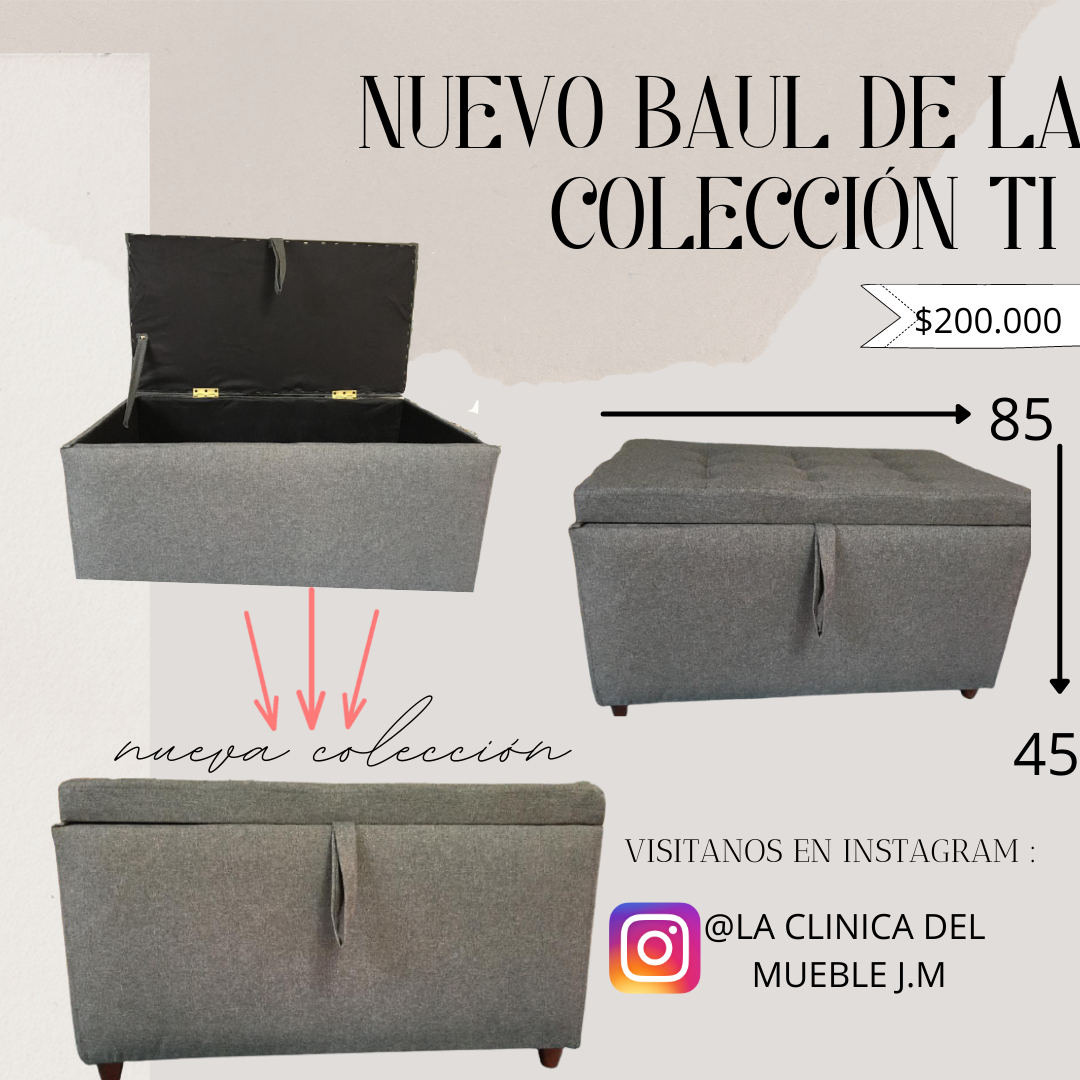 NUEVO BAUL DE LA
COLECCIÓN TI
$200.000
85
45
nueva colección
VISITANOS EN INSTAGRAM :
@LA CLINICA DEL
MUEBLE J.M